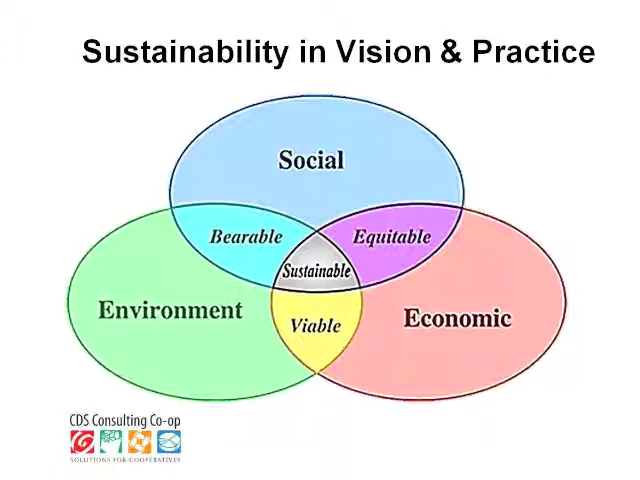 Sustainability in Vision & Practice
Social
Bearable
Equitable
Sustainable
Environment
Viable
Economic
CDS Consulting Co-op
SOLUTIONS FOR COOPERATIVES